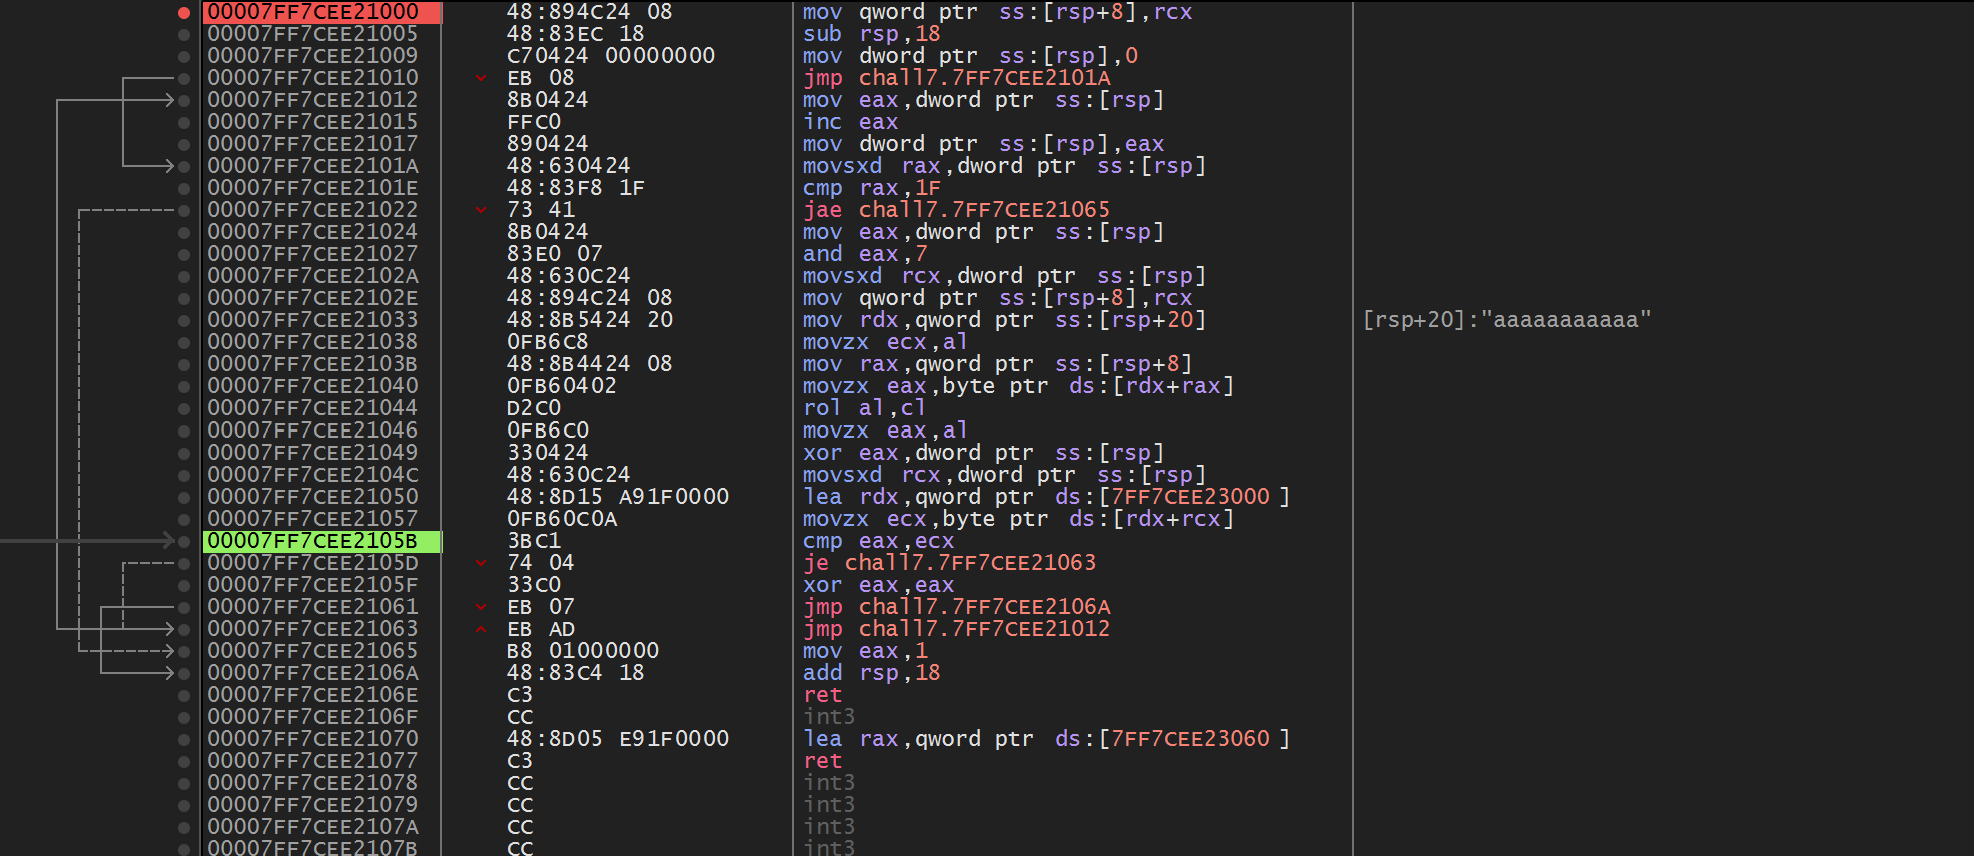 00007FF7CEE21000 48:894C24 08 mov qword ptr ss:[rsp+8],rcx
00007FF7CEE21005 48:83EC 18 sub rsp,18
00007FF7CEE21009 C70424 00000000 mov dword ptr ss:[rsp],0
00007FF7CEE21010 EB 08 jmp chall7.7FF7CEE2101A
00007FF7CEE21012 8B0424 mov eax,dword ptr ss:[rsp]
00007FF7CEE21015 FFC0 inc eax
00007FF7CEE21017 890424 mov dword ptr ss:[rsp],eax
00007FF7CEE2101A 48:630424 movsxd rax,dword ptr ss:[rsp]
00007FF7CEE2101E 48:83F8 1F cmp rax,1F
00007FF7CEE21022 73 41 jae chall7.7FF7CEE21065
00007FF7CEE21024 8B0424 mov eax,dword ptr ss:[rsp]
00007FF7CEE21027 83E0 07 and eax,7
00007FF7CEE2102A 48:630C24 movsxd rcx,dword ptr ss:[rsp]
00007FF7CEE2102E 48:894C24 08 mov qword ptr ss:[rsp+8],rcx
00007FF7CEE21033 48:8B5424 20 mov rdx,qword ptr ss:[rsp+20] [rsp+20]:"aaaaaaaaaaa"
00007FF7CEE21038 0FB6C8 movzx ecx,al
00007FF7CEE2103B 48:8B4424 08 mov rax,qword ptr ss:[rsp+8]
00007FF7CEE21040 0FB60402 movzx eax,byte ptr ds:[rdx+rax]
00007FF7CEE21044 D2C0 rol al,cl
00007FF7CEE21046 0FB6C0 movzx eax,al
00007FF7CEE21049 330424 xor eax,dword ptr ss:[rsp]
00007FF7CEE2104C 48:630C24 movsxd rcx,dword ptr ss:[rsp]
00007FF7CEE21050 48:8D15 A91F0000 lea rdx,qword ptr ds:[7FF7CEE23000 ]
00007FF7CEE21057 0FB60C0A movzx ecx,byte ptr ds:[rdx+rcx]
00007FF7CEE2105B 3BC1 cmp eax,ecx
00007FF7CEE2105D 74 04 je chall7.7FF7CEE21063
00007FF7CEE2105F 33C0 xor eax,eax
00007FF7CEE21061 EB 07 jmp chall7.7FF7CEE2106A
00007FF7CEE21063 EB AD jmp chall7.7FF7CEE21012
00007FF7CEE21065 B8 01000000 mov eax,1
00007FF7CEE2106A 48:83C4 18 add rsp,18
00007FF7CEE2106E C3 ret
00007FF7CEE2106F CC int3
00007FF7CEE21070 48:8D05 E91F0000 lea rax,qword ptr ds:[7FF7CEE23060 ]
00007FF7CEE21077 C3 ret
00007FF7CEE21078 CC int3
00007FF7CEE21079 CC int3
00007FF7CEE2107A CC int3
00007FF7CEE2107B CC int3